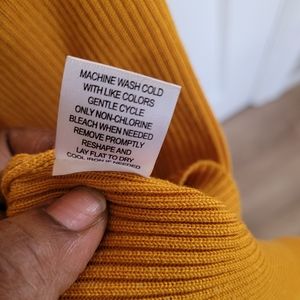 MACHINE WASH COLD
WITH LIKE COLORS
GENTLE CYCLE
ONLY NON-CHLORINE
BLEACH WHEN NEEDED
REMOVE PROMPTLY
RESHAPE AND
LAY FLAT TO DRY
COOL IRON IF NEEDED